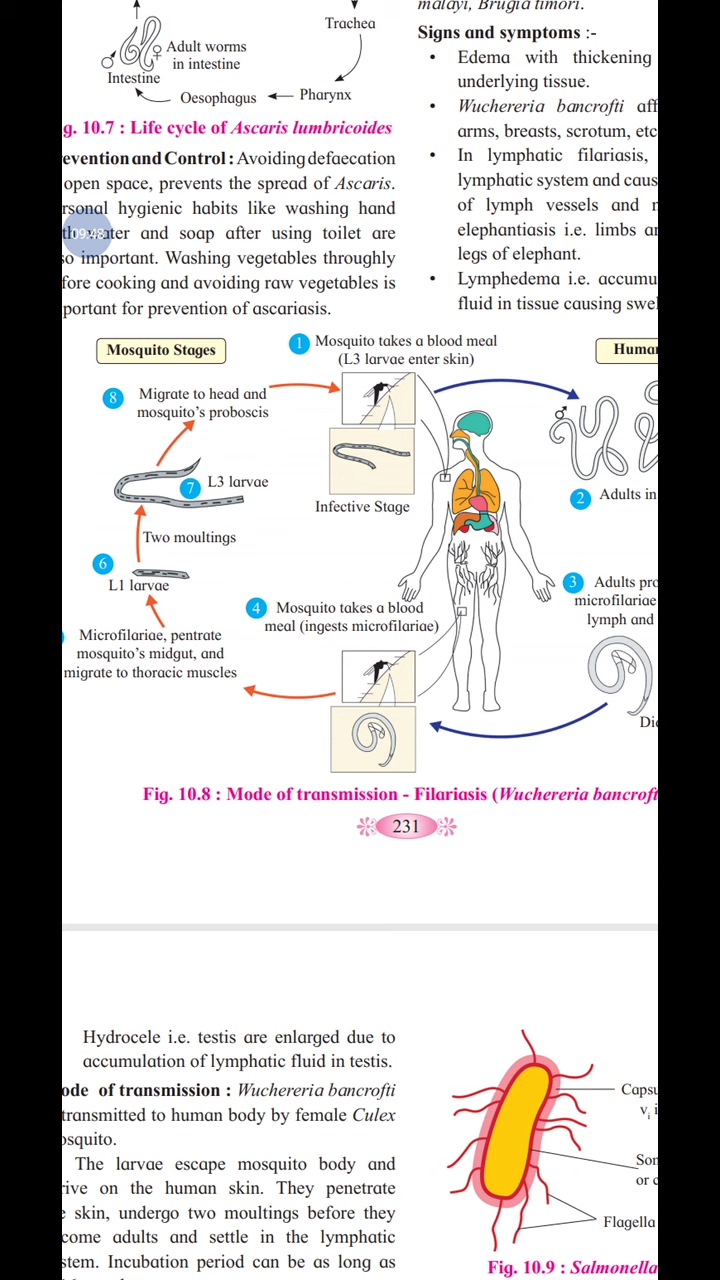 malayi, Brugia timori.
Adult worms
in intestine
Intestine
Oesophagus
Pharynx
Trachea
g. 10.7 : Life cycle of Ascaris lumbricoides
evention and Control : Avoiding defaecation
open space, prevents the spread of Ascaris.
rsonal hygienic habits like washing hand
th water and soap after using toilet are
09:48
so important. Washing vegetables throughly
fore cooking and avoiding raw vegetables is
portant for prevention of ascariasis.
Signs and symptoms :-
• Edema with thickening
underlying tissue.
• Wuchereria bancrofti aff
arms, breasts, scrotum, etc
• In lymphatic filariasis,
lymphatic system and caus
of lymph vessels and
elephantiasis i.e. limbs
legs of elephant.
• Lymphedema i.e. accumu
fluid in tissue causing swel
Mosquito Stages
1 Mosquito takes a blood meal
(L3 larvae enter skin)
Human
8 Migrate to head and
mosquito's proboscis
7 L3 larvae
Infective Stage
2 Adults in
Two moultings
6
L1 larvae
4 Mosquito takes a blood
meal (ingests microfilariae)
3 Adults pro
microfilariae
lymph and
Microfilariae, pentrate
mosquito's midgut, and
migrate to thoracic muscles
Fig. 10.8 : Mode of transmission - Filariasis (Wuchereria bancroft
231
Hydrocele i.e. testis are enlarged due to
accumulation of lymphatic fluid in testis.
ode of transmission : Wuchereria bancrofti
transmitted to human body by female Culex
osquito.
The larvae escape mosquito body and
rive on the human skin. They penetrate
e skin, undergo two moultings before they
come adults and settle in the lymphatic
stem. Incubation period can be as long as
Capsu
Vi i
Som
or c
Flagella
Fig. 10.9 : Salmonella